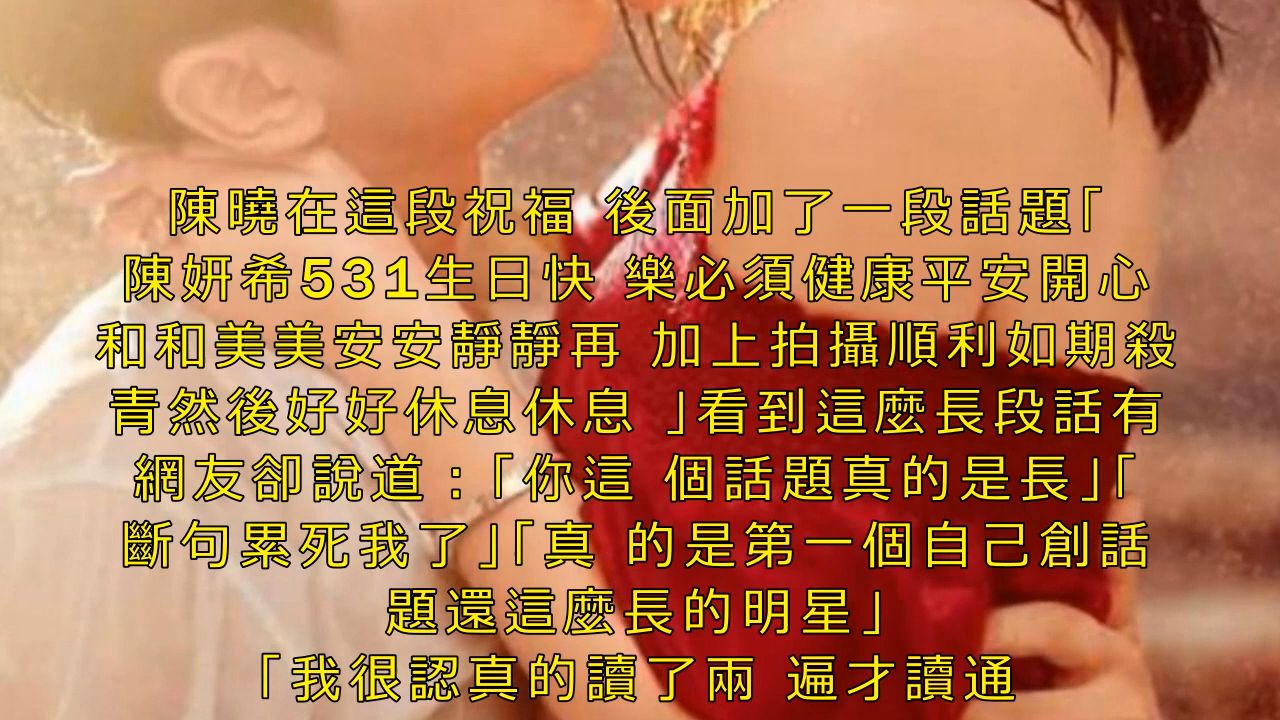 陳曉在這段祝福 後面加了一段話題「
陳妍希531生日快 樂必須健康平安開心
和和美美安安靜靜再 加上拍攝順利如期殺
青然後好好休息休息 」看到這麼長段話有
網友卻說道：「你這 個話題真的是長」「
斷句累死我了」「真 的是第一個自己創話
題還這麼長的明星」
「我很認真的讀了兩 遍才讀通